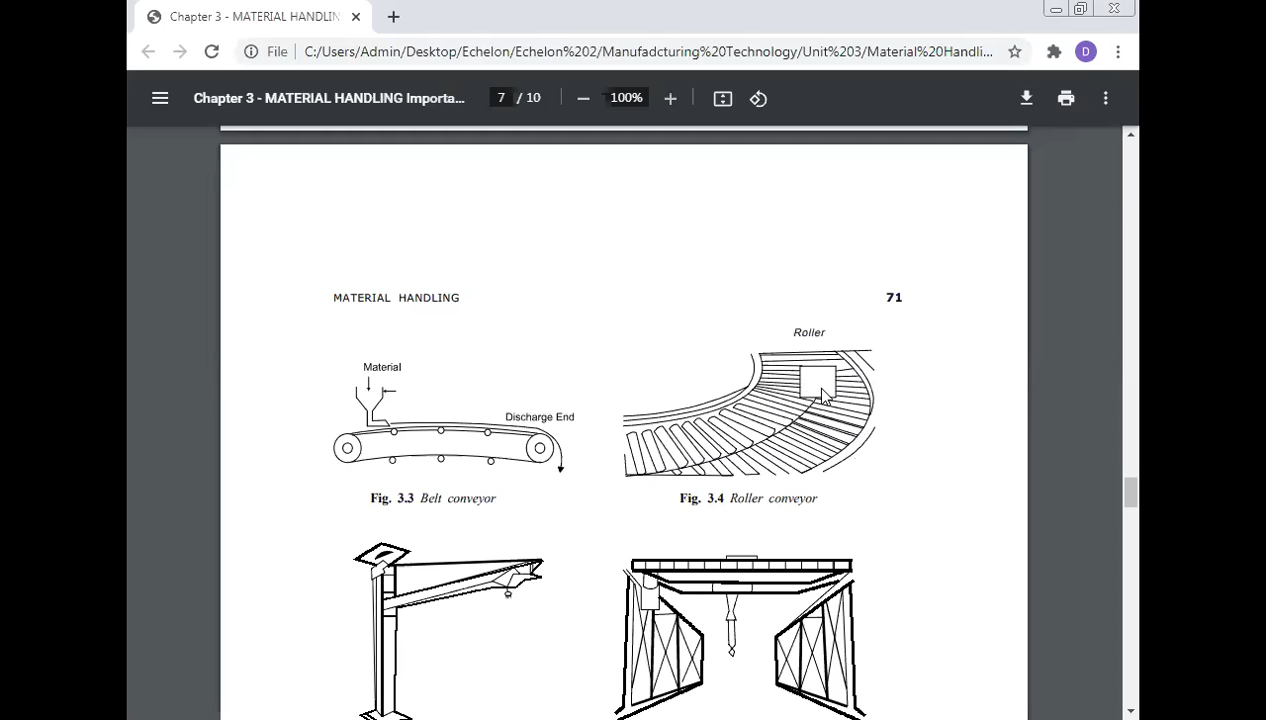 Chapter 3 - MATERIAL HANDLIN
File C:/Users/Admin/Desktop/Echelon/Echelon%202/Manufadcturing%20Technology/Unit%203/Material%20Handli...
D
Chapter 3 - MATERIAL HANDLING Importa...
7 / 10
100%
MATERIAL HANDLING 71
Roller
Material
Discharge End
Fig. 3.3 Belt conveyor
Fig. 3.4 Roller conveyor